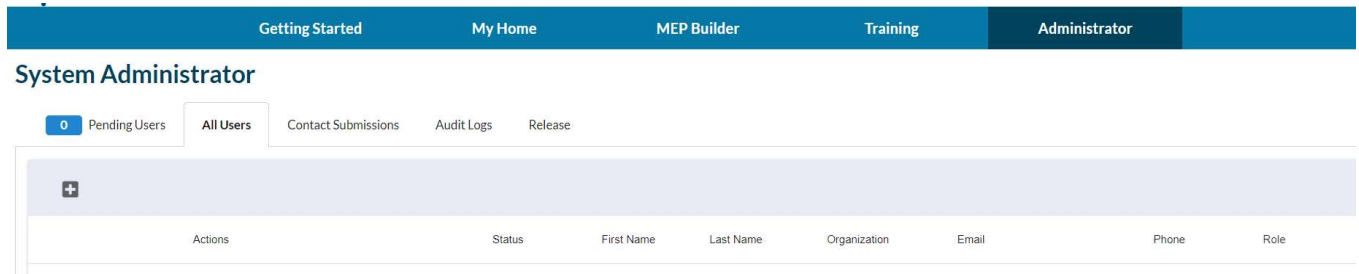 Getting Started My Home MEP Builder Training Administrator
System Administrator
0 Pending Users All Users Contact Submissions Audit Logs Release
Actions Status First Name Last Name Organization Email Phone Role